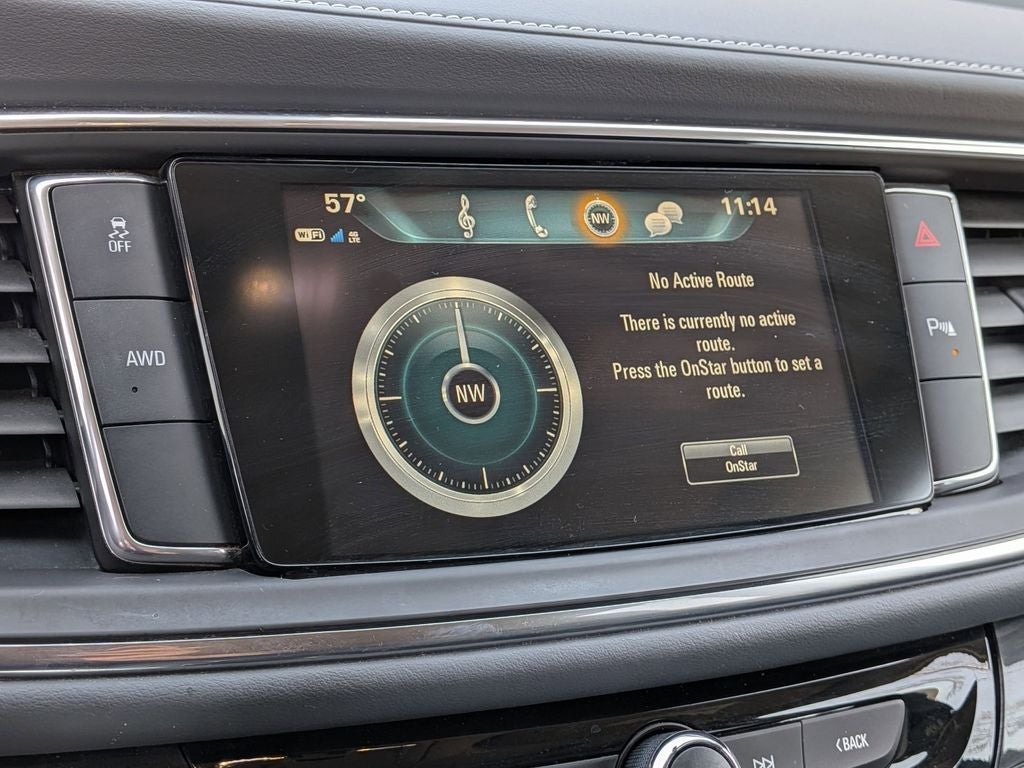 57°
NW
11:14
WiFi
4G
LTE
OFF
AWD
P
NW
No Active Route
There is currently no active
route.
Press the OnStar button to set a
route.
Call
OnStar
BACK